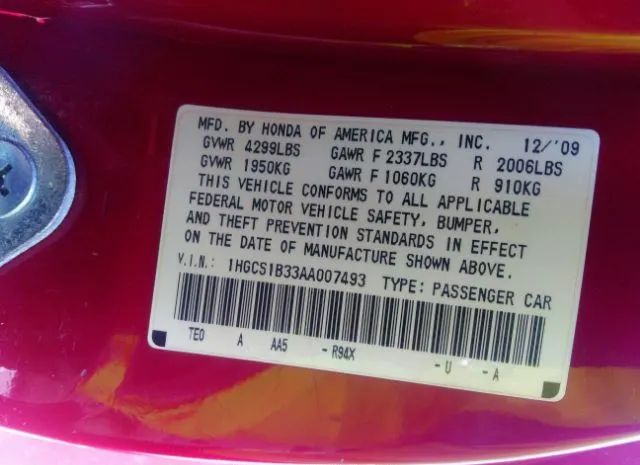 MFD. BY HONDA OF AMERICA MFG., INC. 12/'09
GVWR 4299LBS GAWR F 2337LBS R 2006LBS
GVWR 1950KG GAWR F 1060KG R 910KG
THIS VEHICLE CONFORMS TO ALL APPLICABLE
FEDERAL MOTOR VEHICLE SAFETY, BUMPER,
AND THEFT PREVENTION STANDARDS IN EFFECT
ON THE DATE OF MANUFACTURE SHOWN ABOVE.
V.I.N.: 1HGCS1B33AA007493 TYPE: PASSENGER CAR
TE0 A AA5 - R94X - U - A